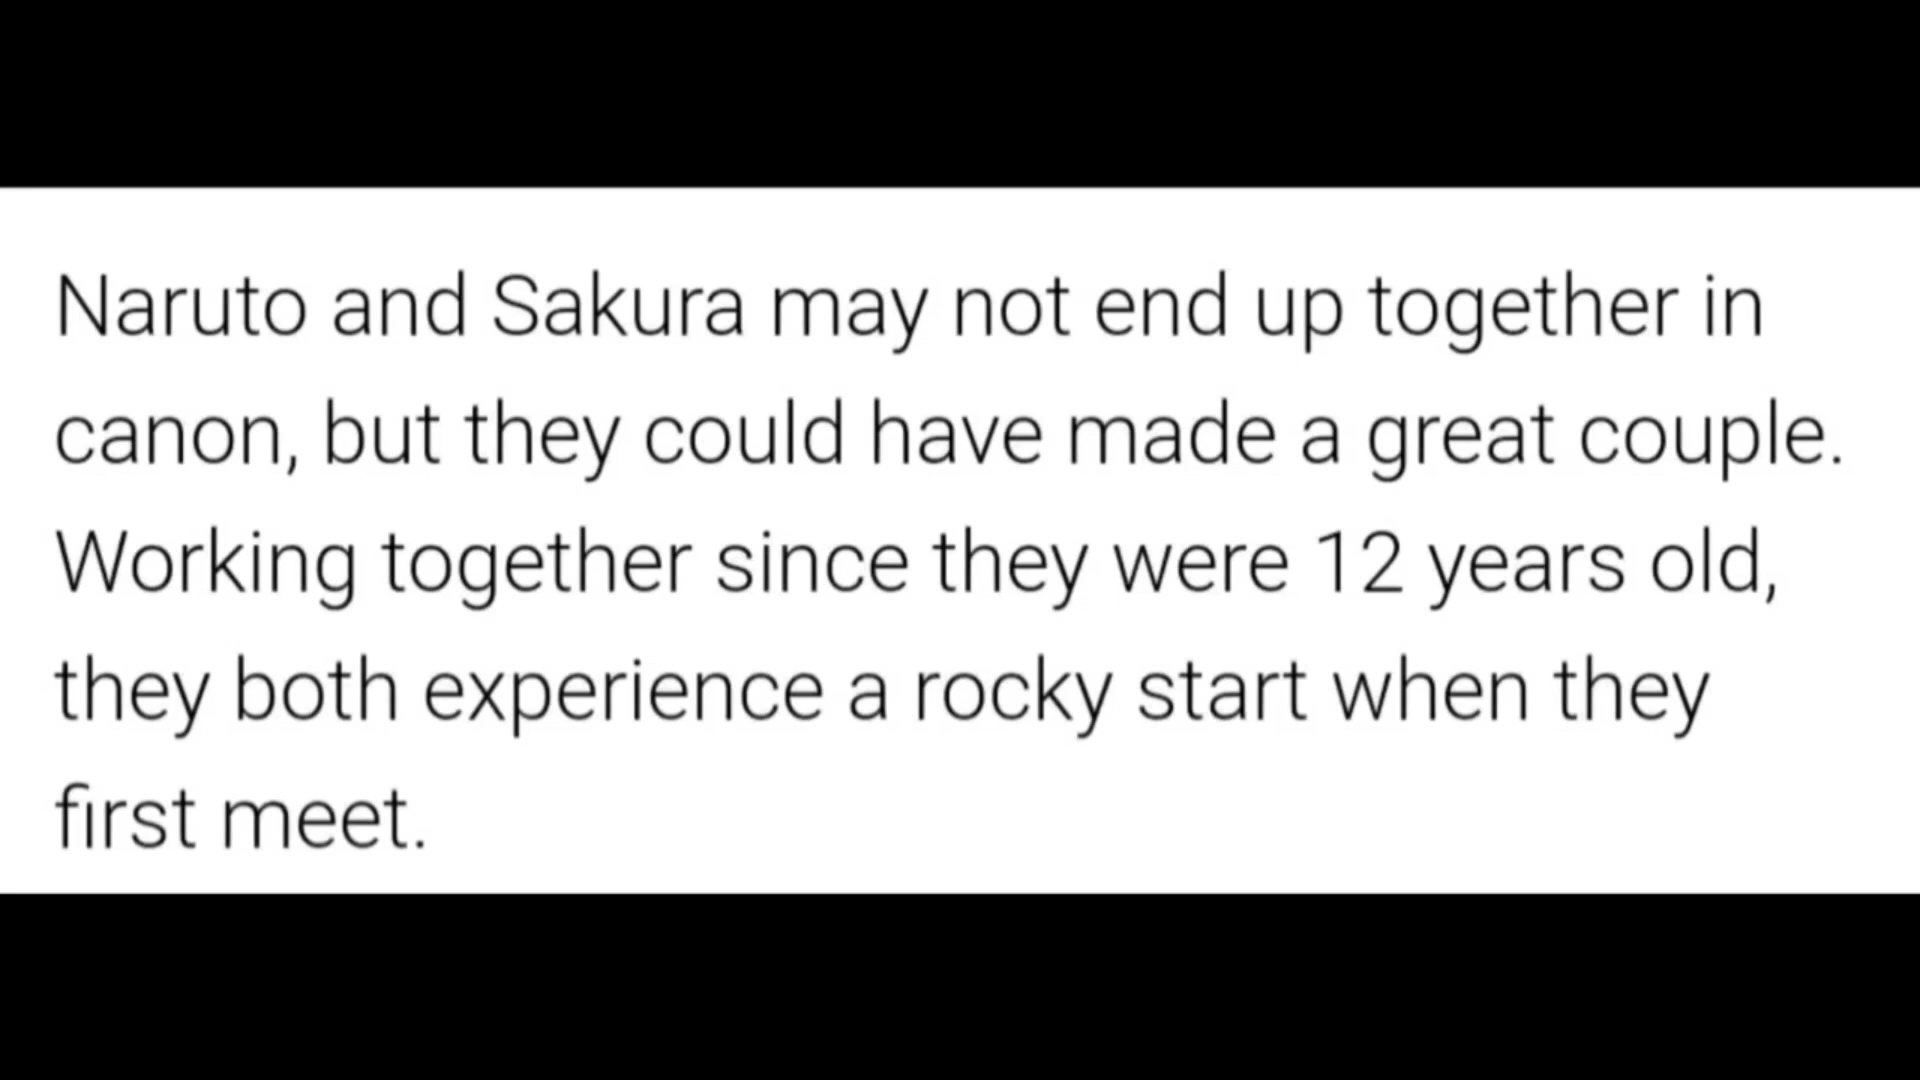 Naruto and Sakura may not end up together in
canon, but they could have made a great couple.
Working together since they were 12 years old,
they both experience a rocky start when they
first meet.